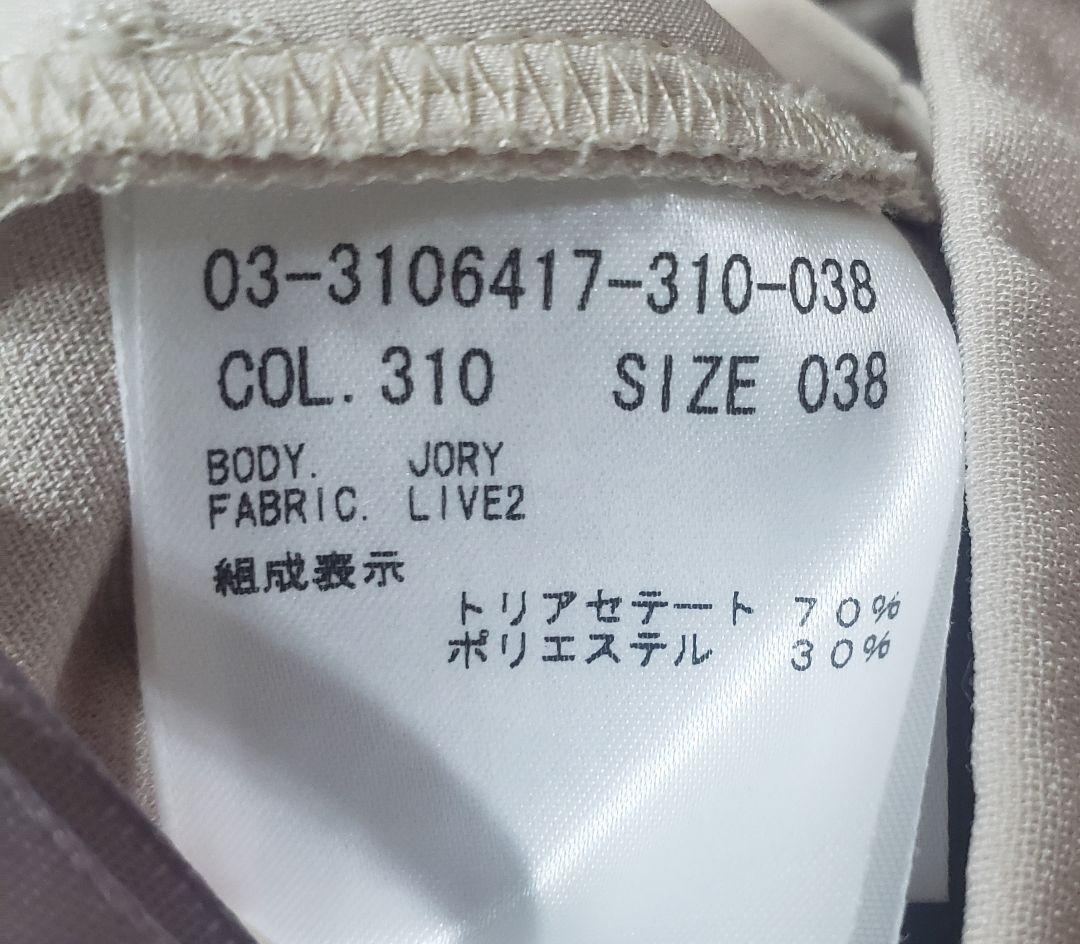 03-3106417-310-038
COL. 310 SIZE 038
BODY. JORY
FABRIC. LIVE2
組成表示
トリアセテート 70%
ポリエステル 30%